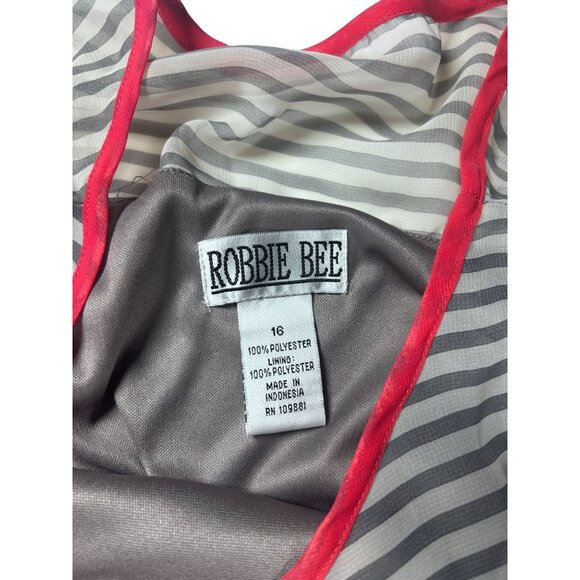 ROBBIE BEE
16
100% POLYESTER
LINING:
100% POLYESTER
MADE IN
INDONESIA
RN 109881